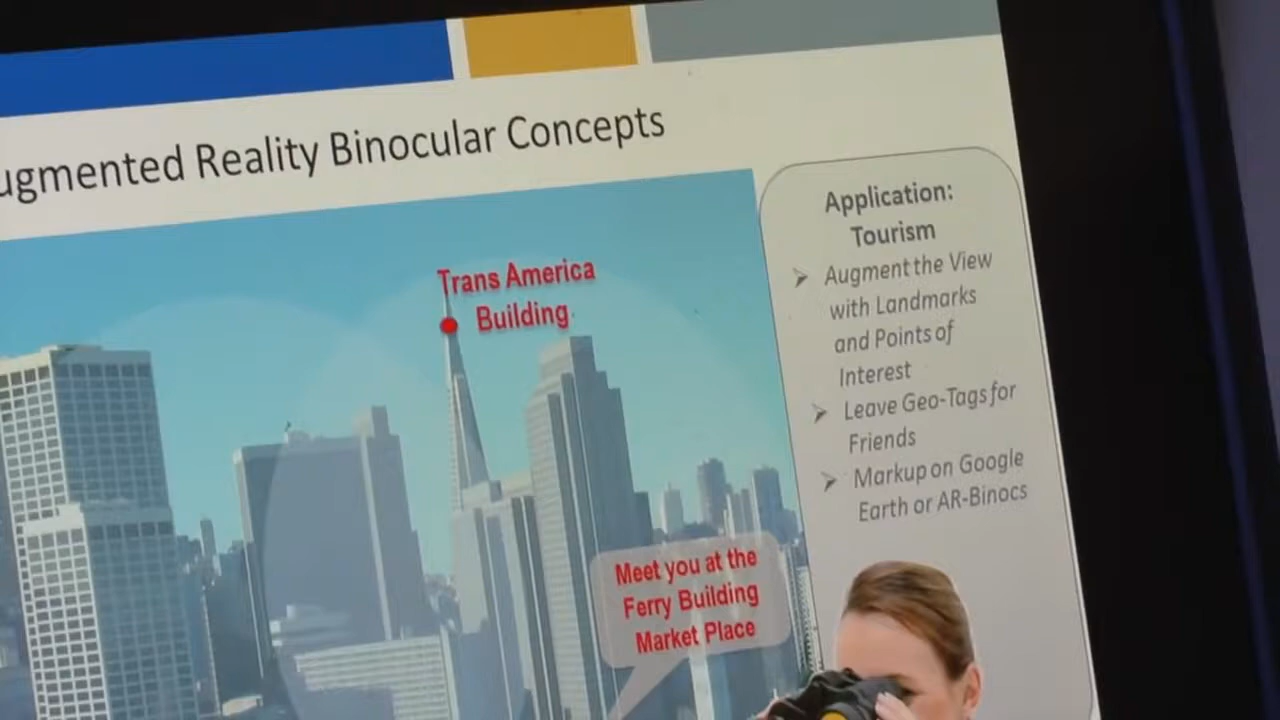 ugmented Reality Binocular Concepts
Trans America
Building
Meet you at the
Ferry Building
Market Place
Application:
Tourism
➢ Augment the View
with Landmarks
and Points of
Interest
➢ Leave Geo-Tags for
Friends
➢ Markup on Google
Earth or AR-Binocs